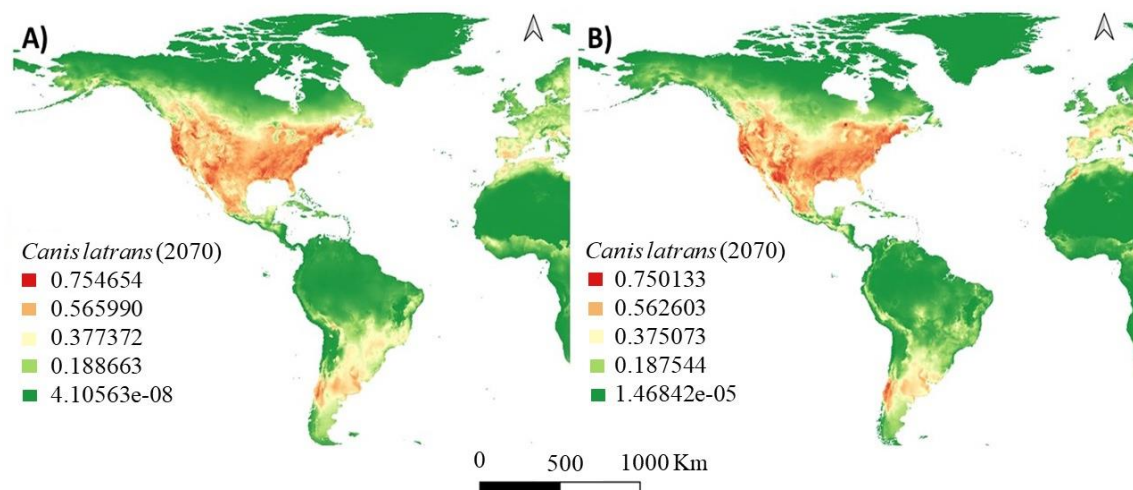 A)
Canis latrans (2070)
0.754654
0.565990
0.377372
0.188663
4.10563e-08
B)
Canis latrans (2070)
0.750133
0.562603
0.375073
0.187544
1.46842e-05
0 500 1000 Km